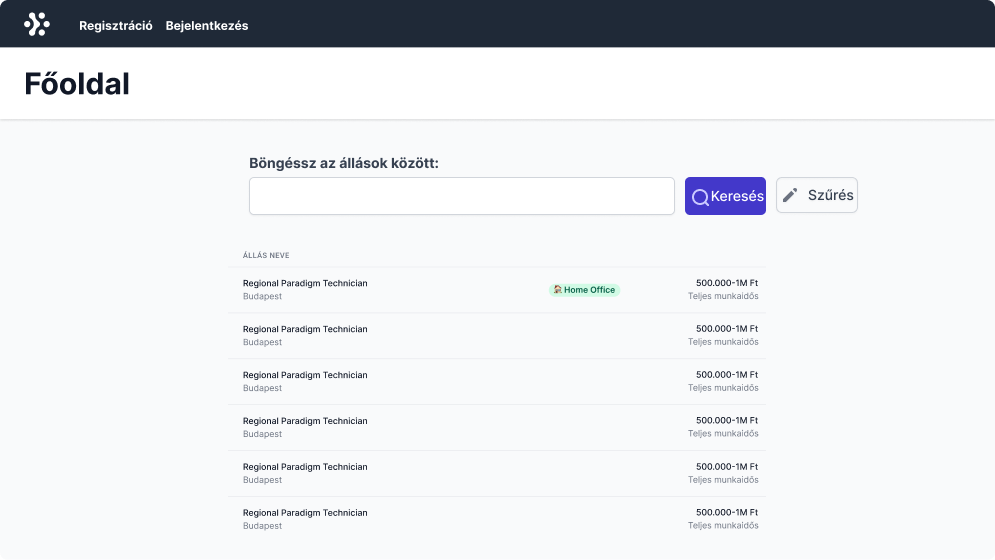 Regisztráció Bejelentkezés
Főoldal
Böngéssz az állások között:
Keresés Szűrés
ÁLLÁS NEVE
Regional Paradigm Technician
Budapest
Home Office
500.000-1M Ft
Teljes munkaidős
Regional Paradigm Technician
Budapest
500.000-1M Ft
Teljes munkaidős
Regional Paradigm Technician
Budapest
500.000-1M Ft
Teljes munkaidős
Regional Paradigm Technician
Budapest
500.000-1M Ft
Teljes munkaidős
Regional Paradigm Technician
Budapest
500.000-1M Ft
Teljes munkaidős
Regional Paradigm Technician
Budapest
500.000-1M Ft
Teljes munkaidős